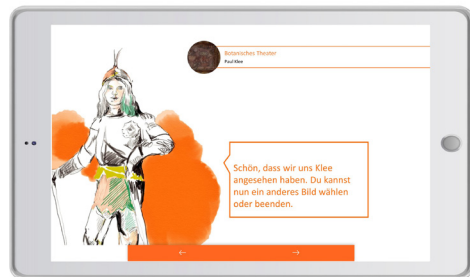 Botanisches Theater
Paul Klee
Schön, dass wir uns Klee
angesehen haben. Du kannst
nun ein anderes Bild wählen
oder beenden.